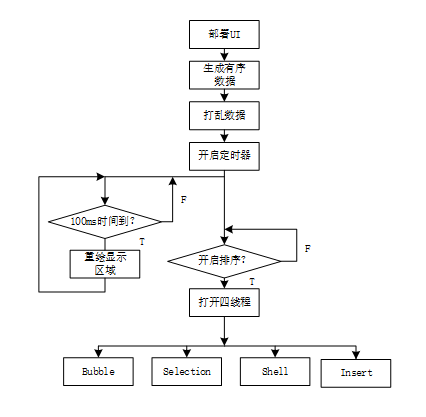 部署UI
生成有序
数据
打乱数据
开启定时器
100ms时间到?
F
T
重绘显示
区域
开启排序?
F
T
打开四线程
Bubble
Selection
Shell
Insert